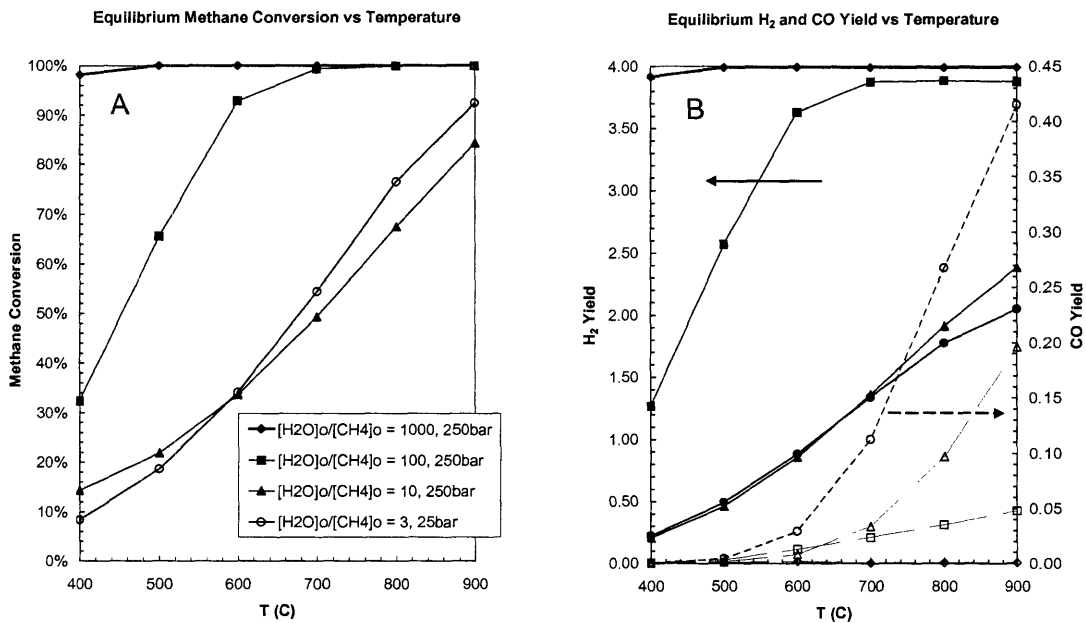 Equilibrium Methane Conversion vs Temperature
100%
90%
80%
70%
60%
50%
40%
30%
20%
10%
0%
Methane Conversion
A
[H2O]o/[CH4]o = 1000, 250bar
[H2O]o/[CH4]o = 100, 250bar
[H2O]o/[CH4]o = 10, 250bar
[H2O]o/[CH4]o = 3, 25bar
400 500 600 700 800 900
T (C)
Equilibrium H₂ and CO Yield vs Temperature
4.00
3.50
3.00
2.50
2.00
1.50
1.00
0.50
0.00
H₂ Yield
B
0.45
0.40
0.35
0.30
0.25
0.20
0.15
0.10
0.05
0.00
CO Yield
400 500 600 700 800 900
T (C)